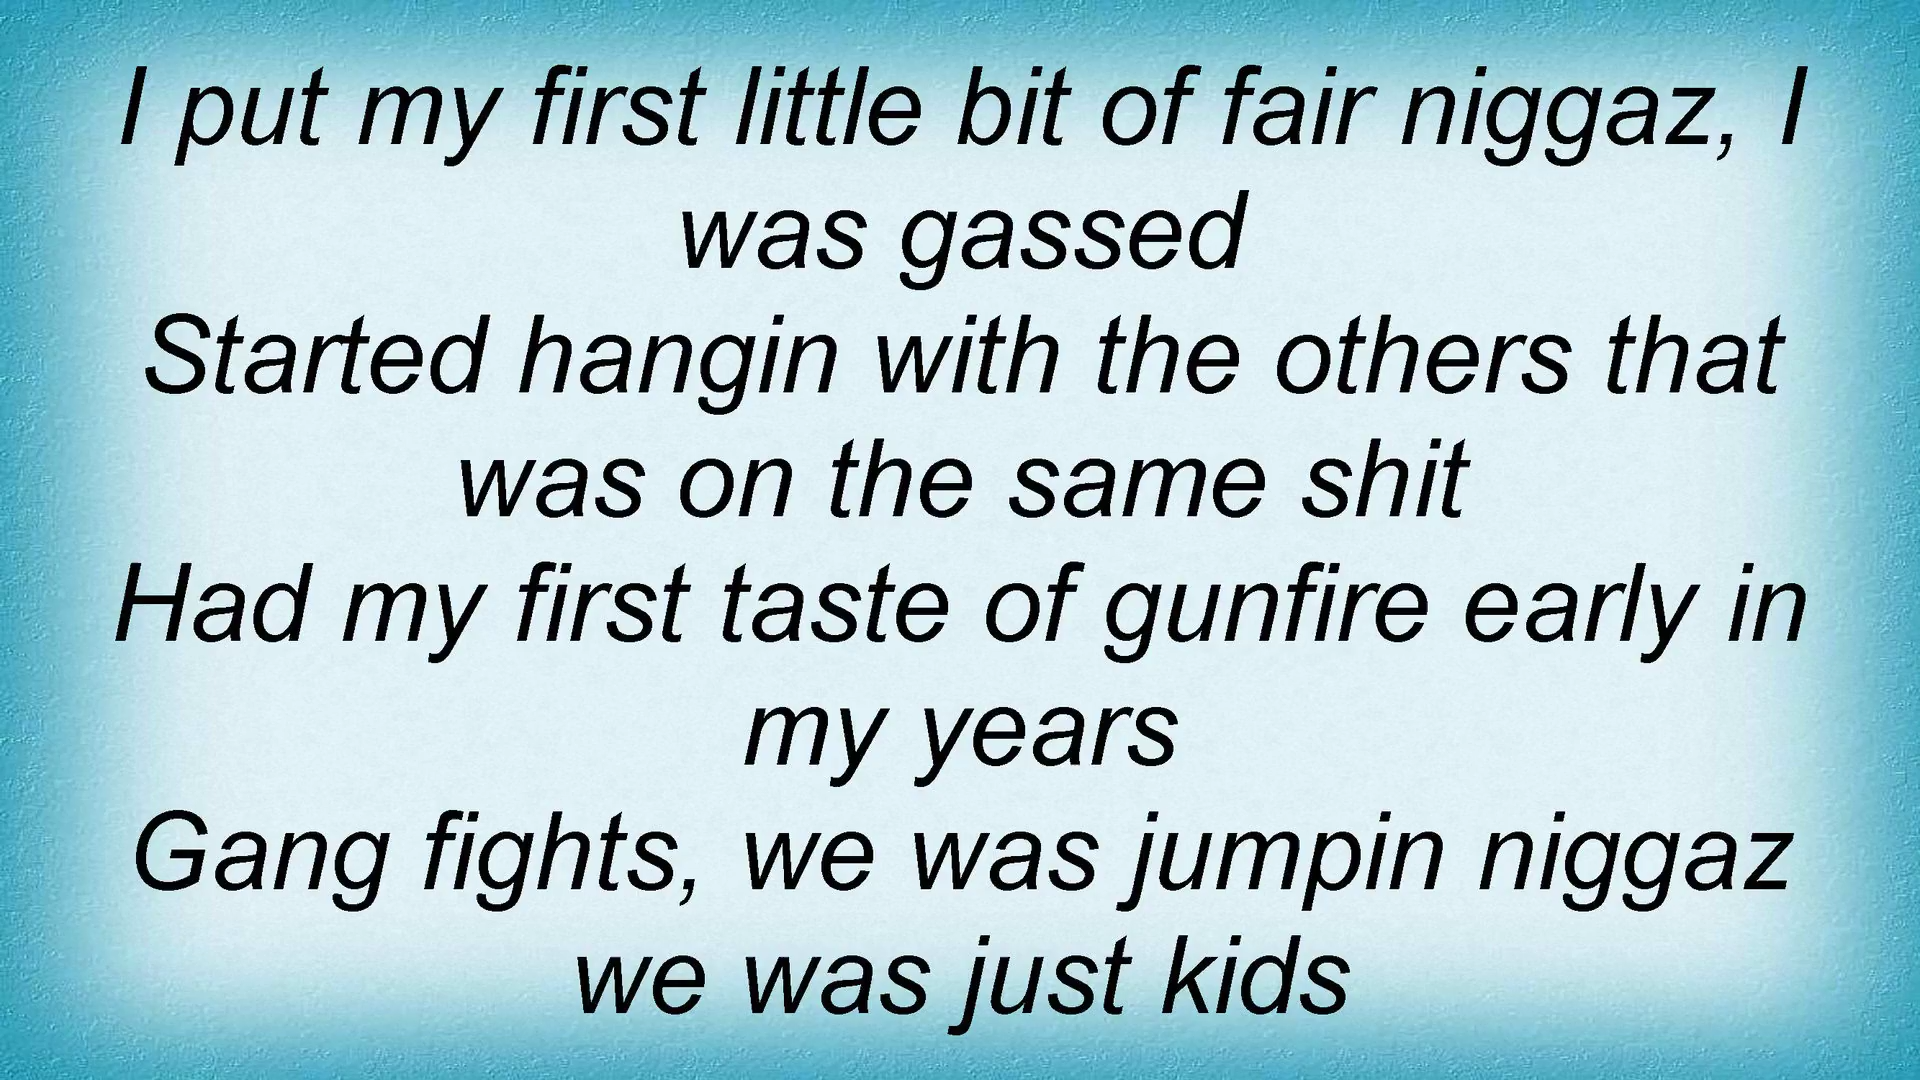 I put my first little bit of fair niggaz, I
was gassed
Started hangin with the others that
was on the same shit
Had my first taste of gunfire early in
my years
Gang fights, we was jumpin niggaz
we was just kids